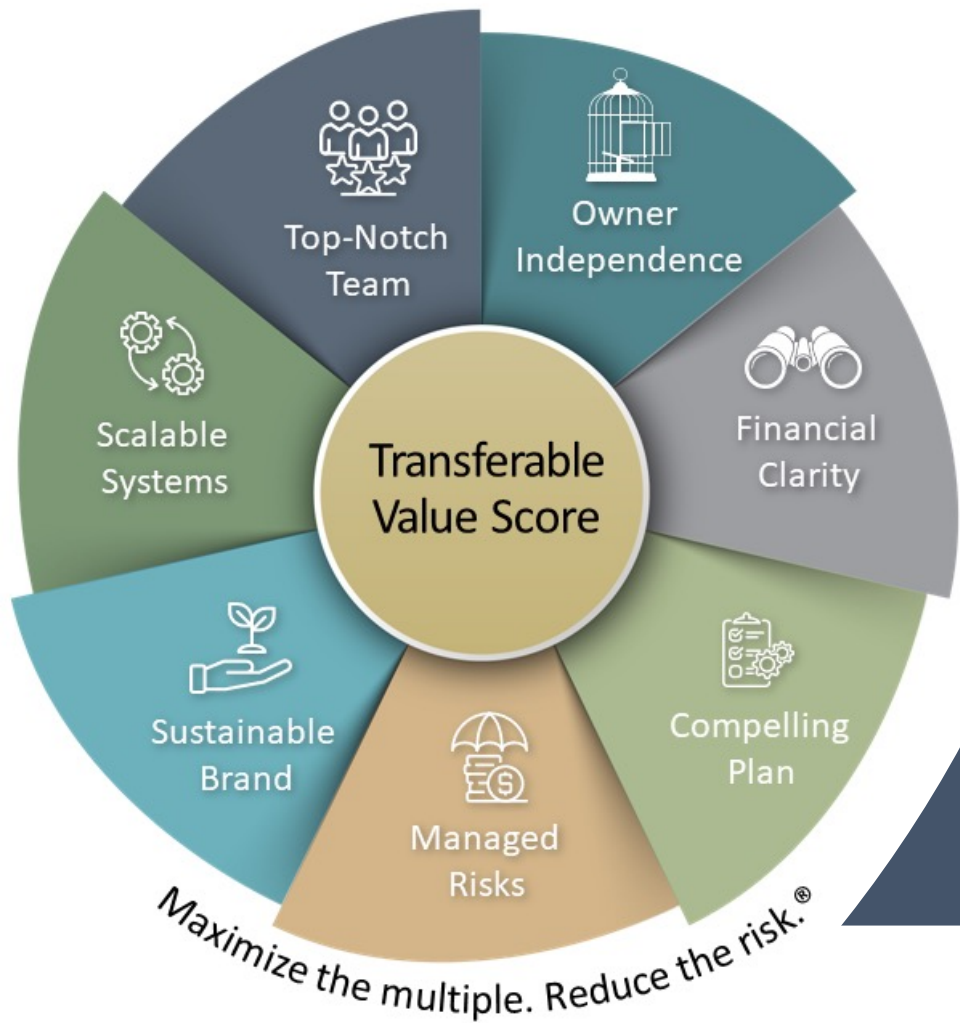 Top-Notch
Team
Owner
Independence
Financial
Clarity
Scalable
Systems
Transferable
Value Score
Compelling
Plan
Sustainable
Brand
Managed
Risks
Maximize the multiple. Reduce the risk.®